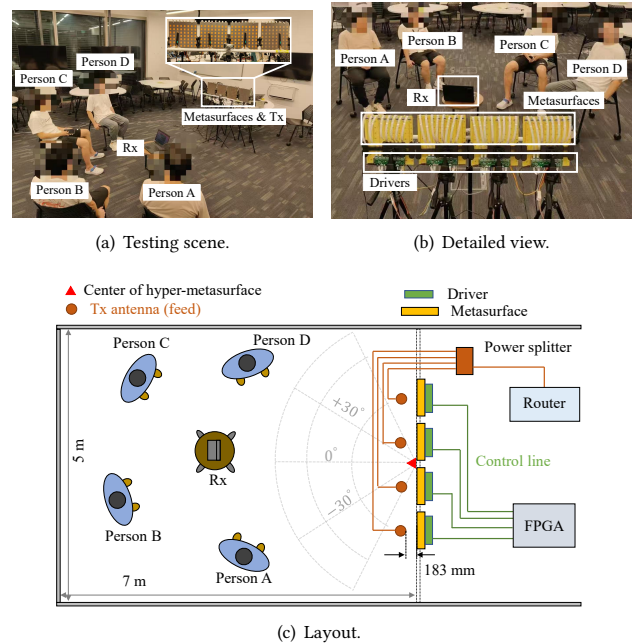 Person D
Person C
Metasurfaces & Tx
Rx
Person B
Person A
Person B
Person C
Person A
Person D
Rx
Metasurfaces
Drivers
(a) Testing scene.
(b) Detailed view.
Center of hyper-metasurface
Tx antenna (feed)
Driver
Metasurface
Person C
Person D
Power splitter
Router
+30°
5 m
0°
Rx
Control line
−30°
FPGA
Person B
Person A
183 mm
7 m
(c) Layout.